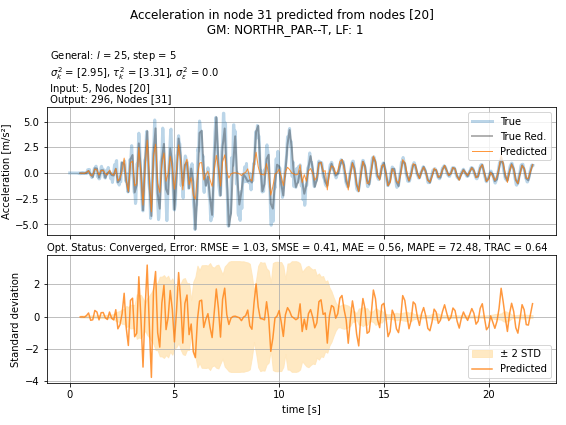 Acceleration in node 31 predicted from nodes [20]
GM: NORTHR_PAR--T, LF: 1
General: l = 25, step = 5
σ²ₖ = [2.95], τ²ₖ = [3.31], σ²ε = 0.0
Input: 5, Nodes [20]
Output: 296, Nodes [31]
Acceleration [m/s²]
5.0
2.5
0.0
−2.5
−5.0
True
True Red.
Predicted
Opt. Status: Converged, Error: RMSE = 1.03, SMSE = 0.41, MAE = 0.56, MAPE = 72.48, TRAC = 0.64
Standard deviation
2
0
−2
−4
± 2 STD
Predicted
0
5
10
15
20
time [s]